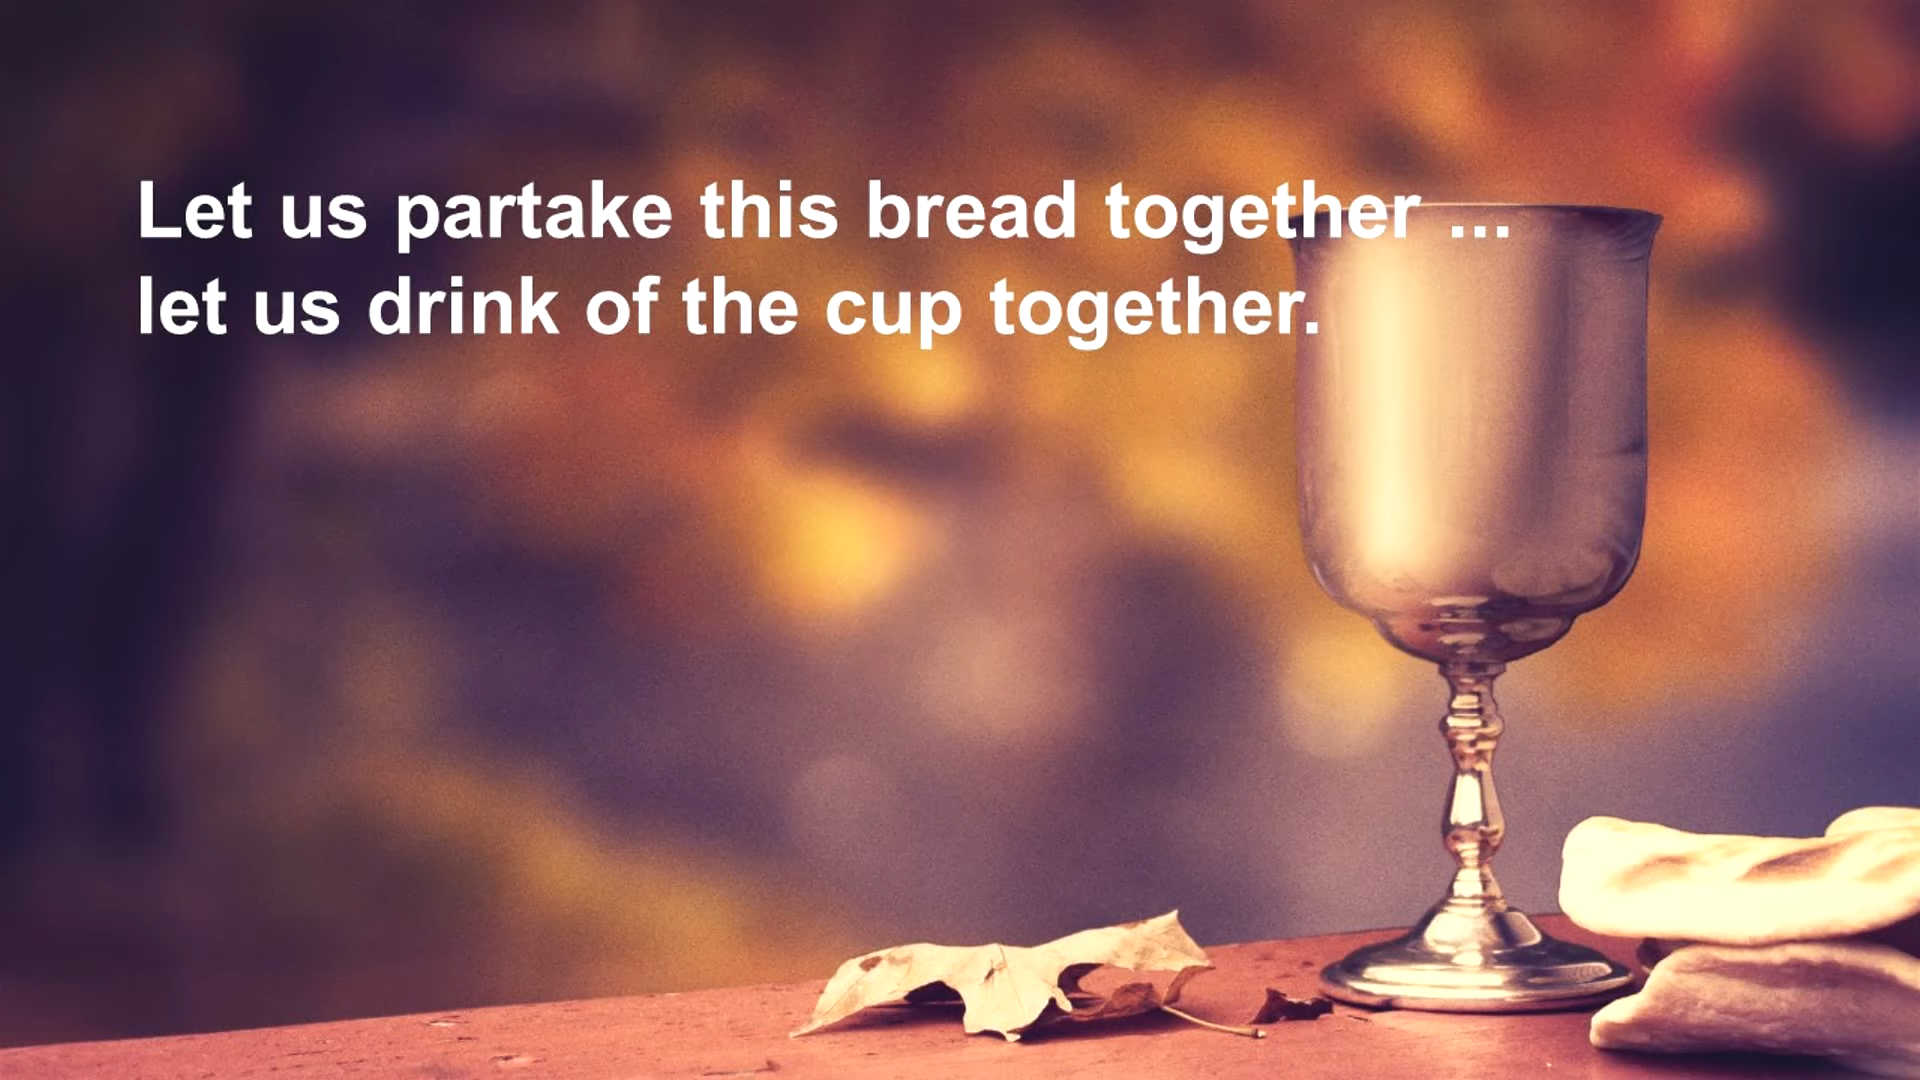 Let us partake this bread together ...
let us drink of the cup together.